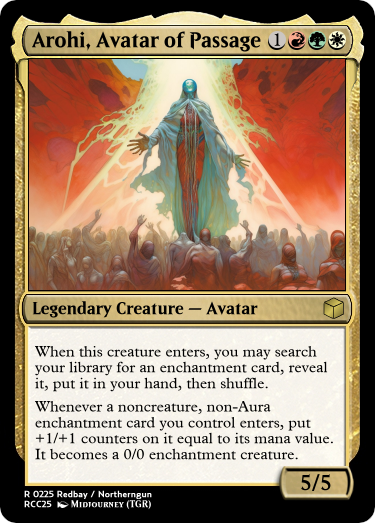 Arohi, Avatar of Passage 1
Legendary Creature — Avatar
When this creature enters, you may search
your library for an enchantment card, reveal
it, put it in your hand, then shuffle.
Whenever a noncreature, non-Aura
enchantment card you control enters, put
+1/+1 counters on it equal to its mana value.
It becomes a 0/0 enchantment creature.
5/5
R 0225 Redbay / Northerngun
RCC25 Midjourney (TGR)